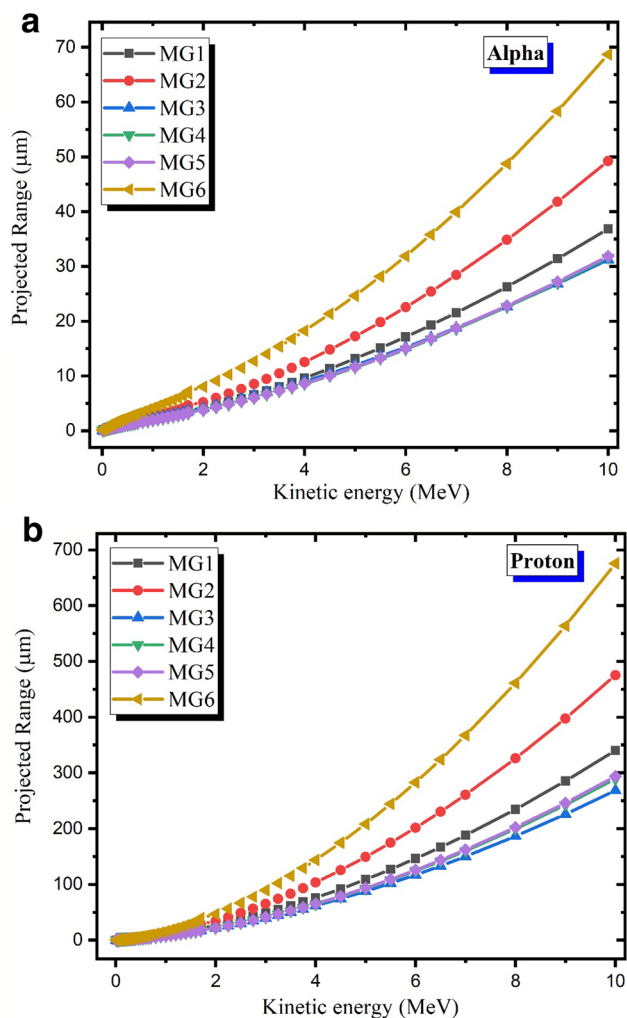 a
Alpha
MG1
MG2
MG3
MG4
MG5
MG6
Projected Range (μm)
70
60
50
40
30
20
10
0
0 2 4 6 8 10
Kinetic energy (MeV)
b
Proton
MG1
MG2
MG3
MG4
MG5
MG6
Projected Range (μm)
700
600
500
400
300
200
100
0
0 2 4 6 8 10
Kinetic energy (MeV)